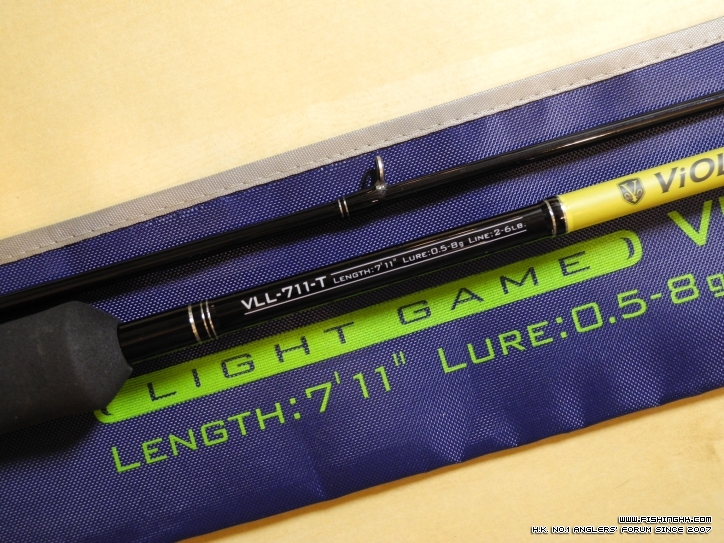 ViOL
VLL-711-T LENGTH:7'11" LURE:0.5-8g LINE:2-6LB.
LIGHT GAME
LENGTH:7'11" LURE:0.5-8g
WWW.FISHINGHK.COM
H.K. NO.1 ANGLERS' FORUM SINCE 2007